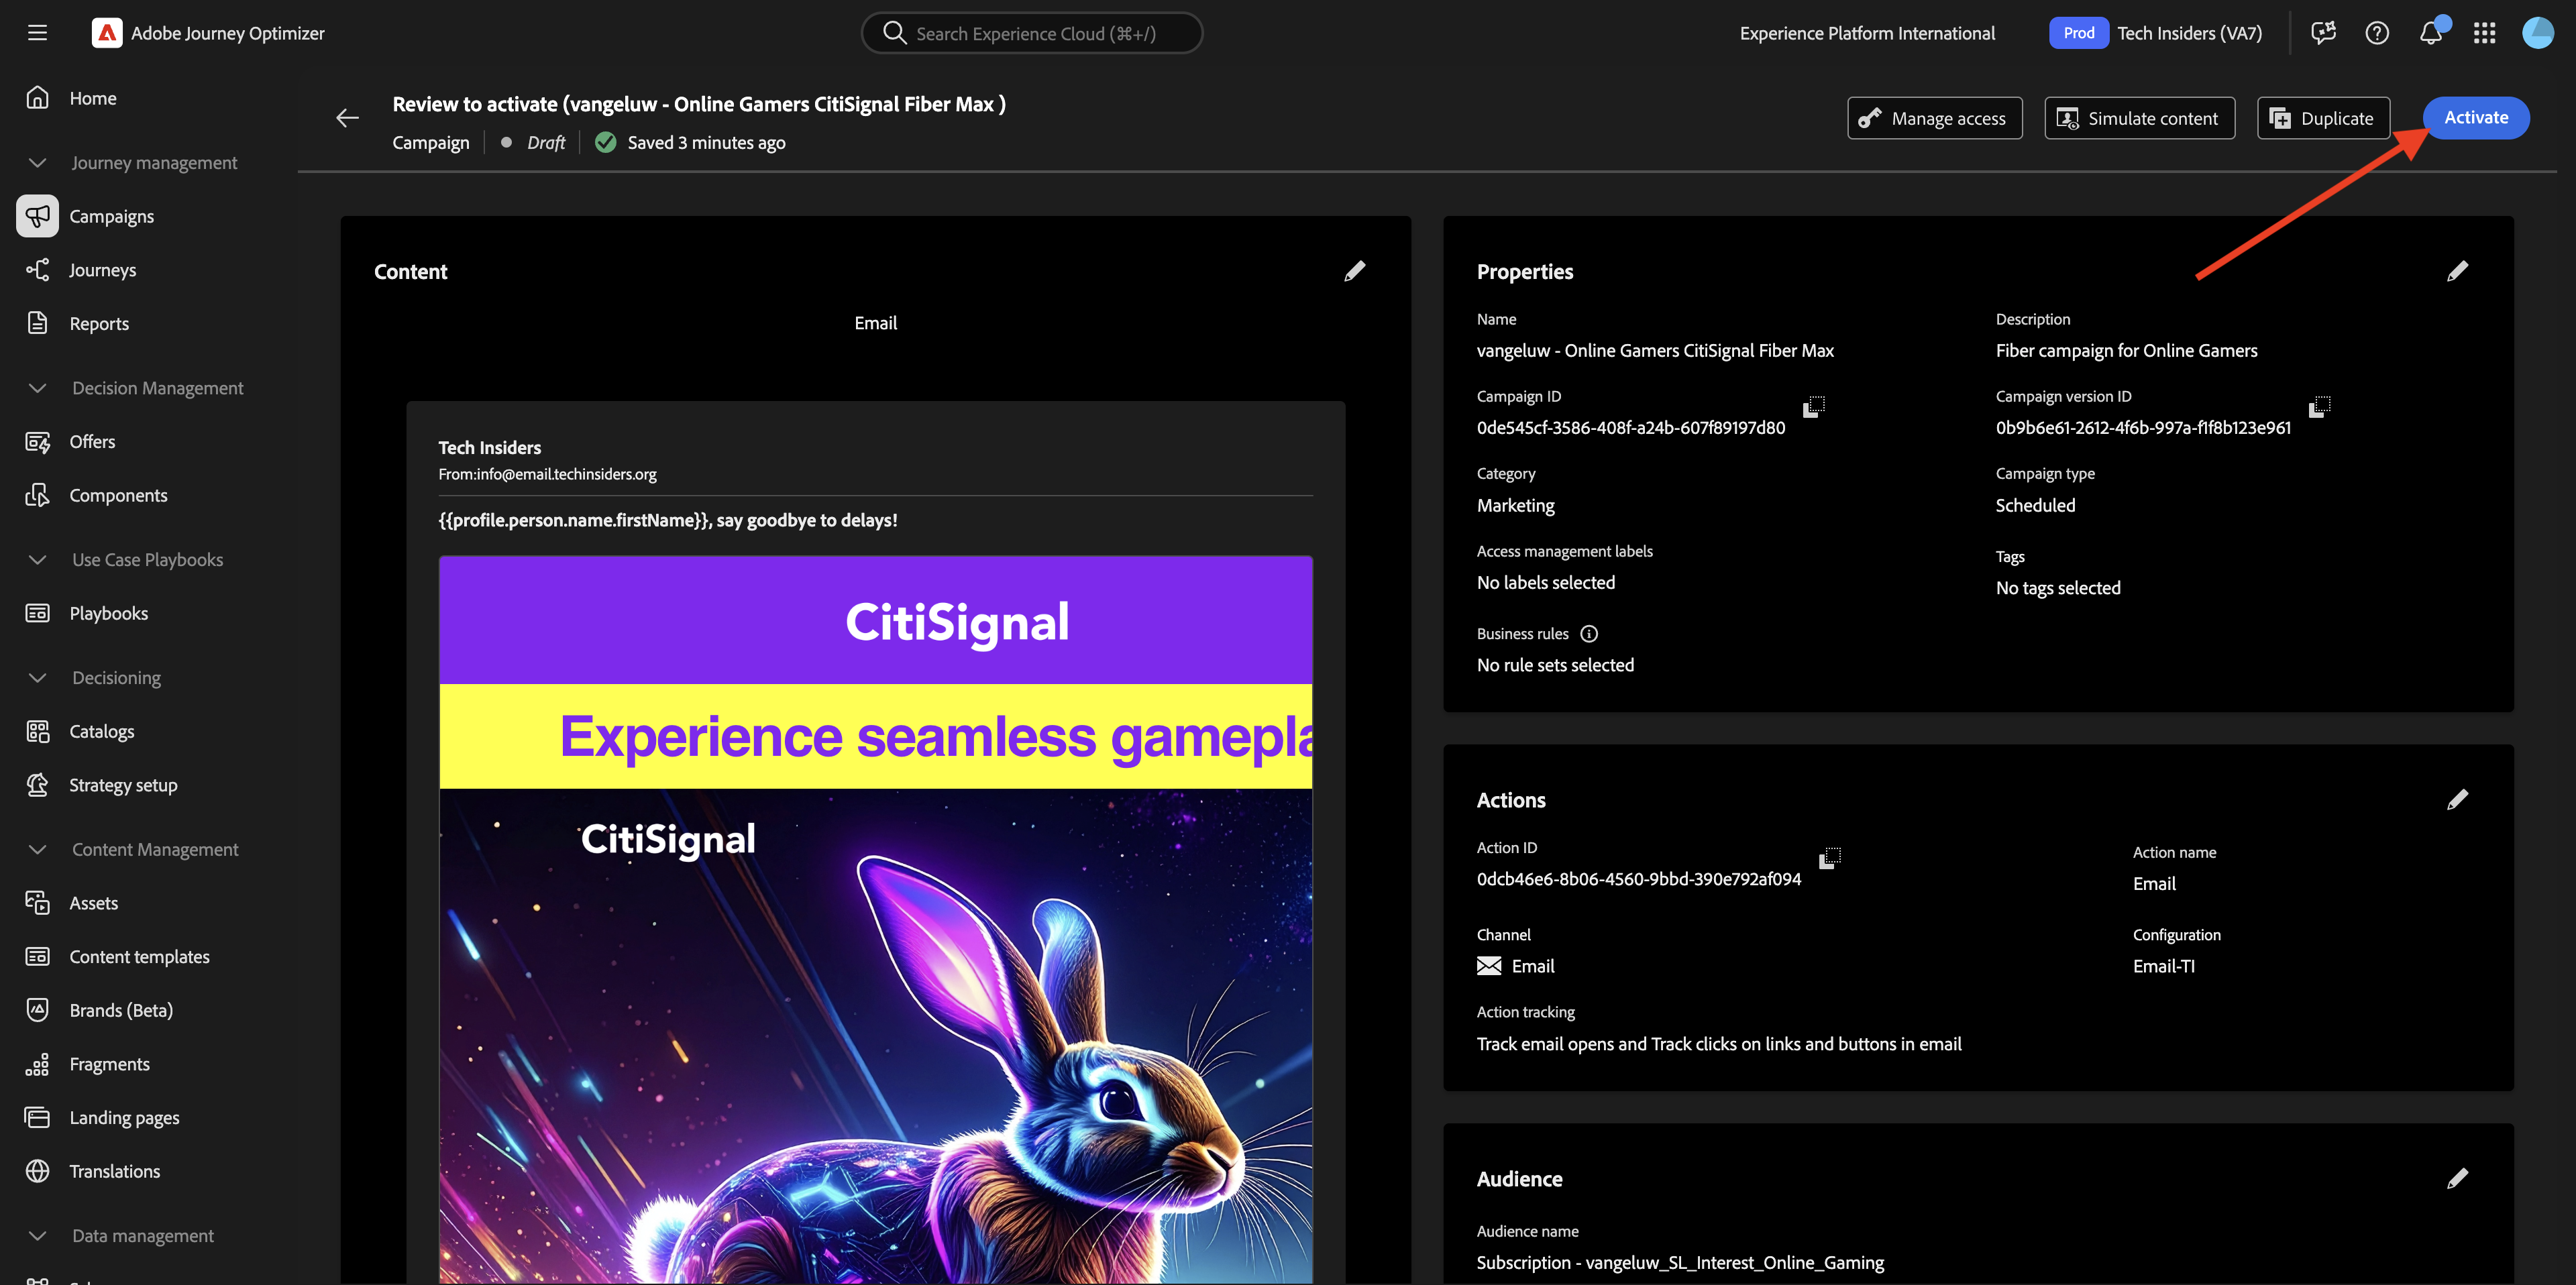 Adobe Journey Optimizer
Search Experience Cloud (⌘+/)
Experience Platform International
Prod
Tech Insiders (VA7)
Home
Journey management
Campaigns
Journeys
Reports
Decision Management
Offers
Components
Use Case Playbooks
Playbooks
Decisioning
Catalogs
Strategy setup
Content Management
Assets
Content templates
Brands (Beta)
Fragments
Landing pages
Translations
Data management
Review to activate (vangeluw - Online Gamers CitiSignal Fiber Max )
Campaign
Draft
Saved 3 minutes ago
Manage access
Simulate content
Duplicate
Activate
Content
Email
Tech Insiders
From:info@email.techinsiders.org
{{profile.person.name.firstName}}, say goodbye to delays!
CitiSignal
Experience seamless gamepla
CitiSignal
Properties
Name
vangeluw - Online Gamers CitiSignal Fiber Max
Description
Fiber campaign for Online Gamers
Campaign ID
0de545cf-3586-408f-a24b-607f89197d80
Campaign version ID
0b9b6e61-2612-4f6b-997a-f1f8b123e961
Category
Marketing
Campaign type
Scheduled
Access management labels
No labels selected
Tags
No tags selected
Business rules
No rule sets selected
Actions
Action ID
0dcb46e6-8b06-4560-9bbd-390e792af094
Action name
Email
Channel
Email
Configuration
Email-TI
Action tracking
Track email opens and Track clicks on links and buttons in email
Audience
Audience name
Subscription - vangeluw_SL_Interest_Online_Gaming